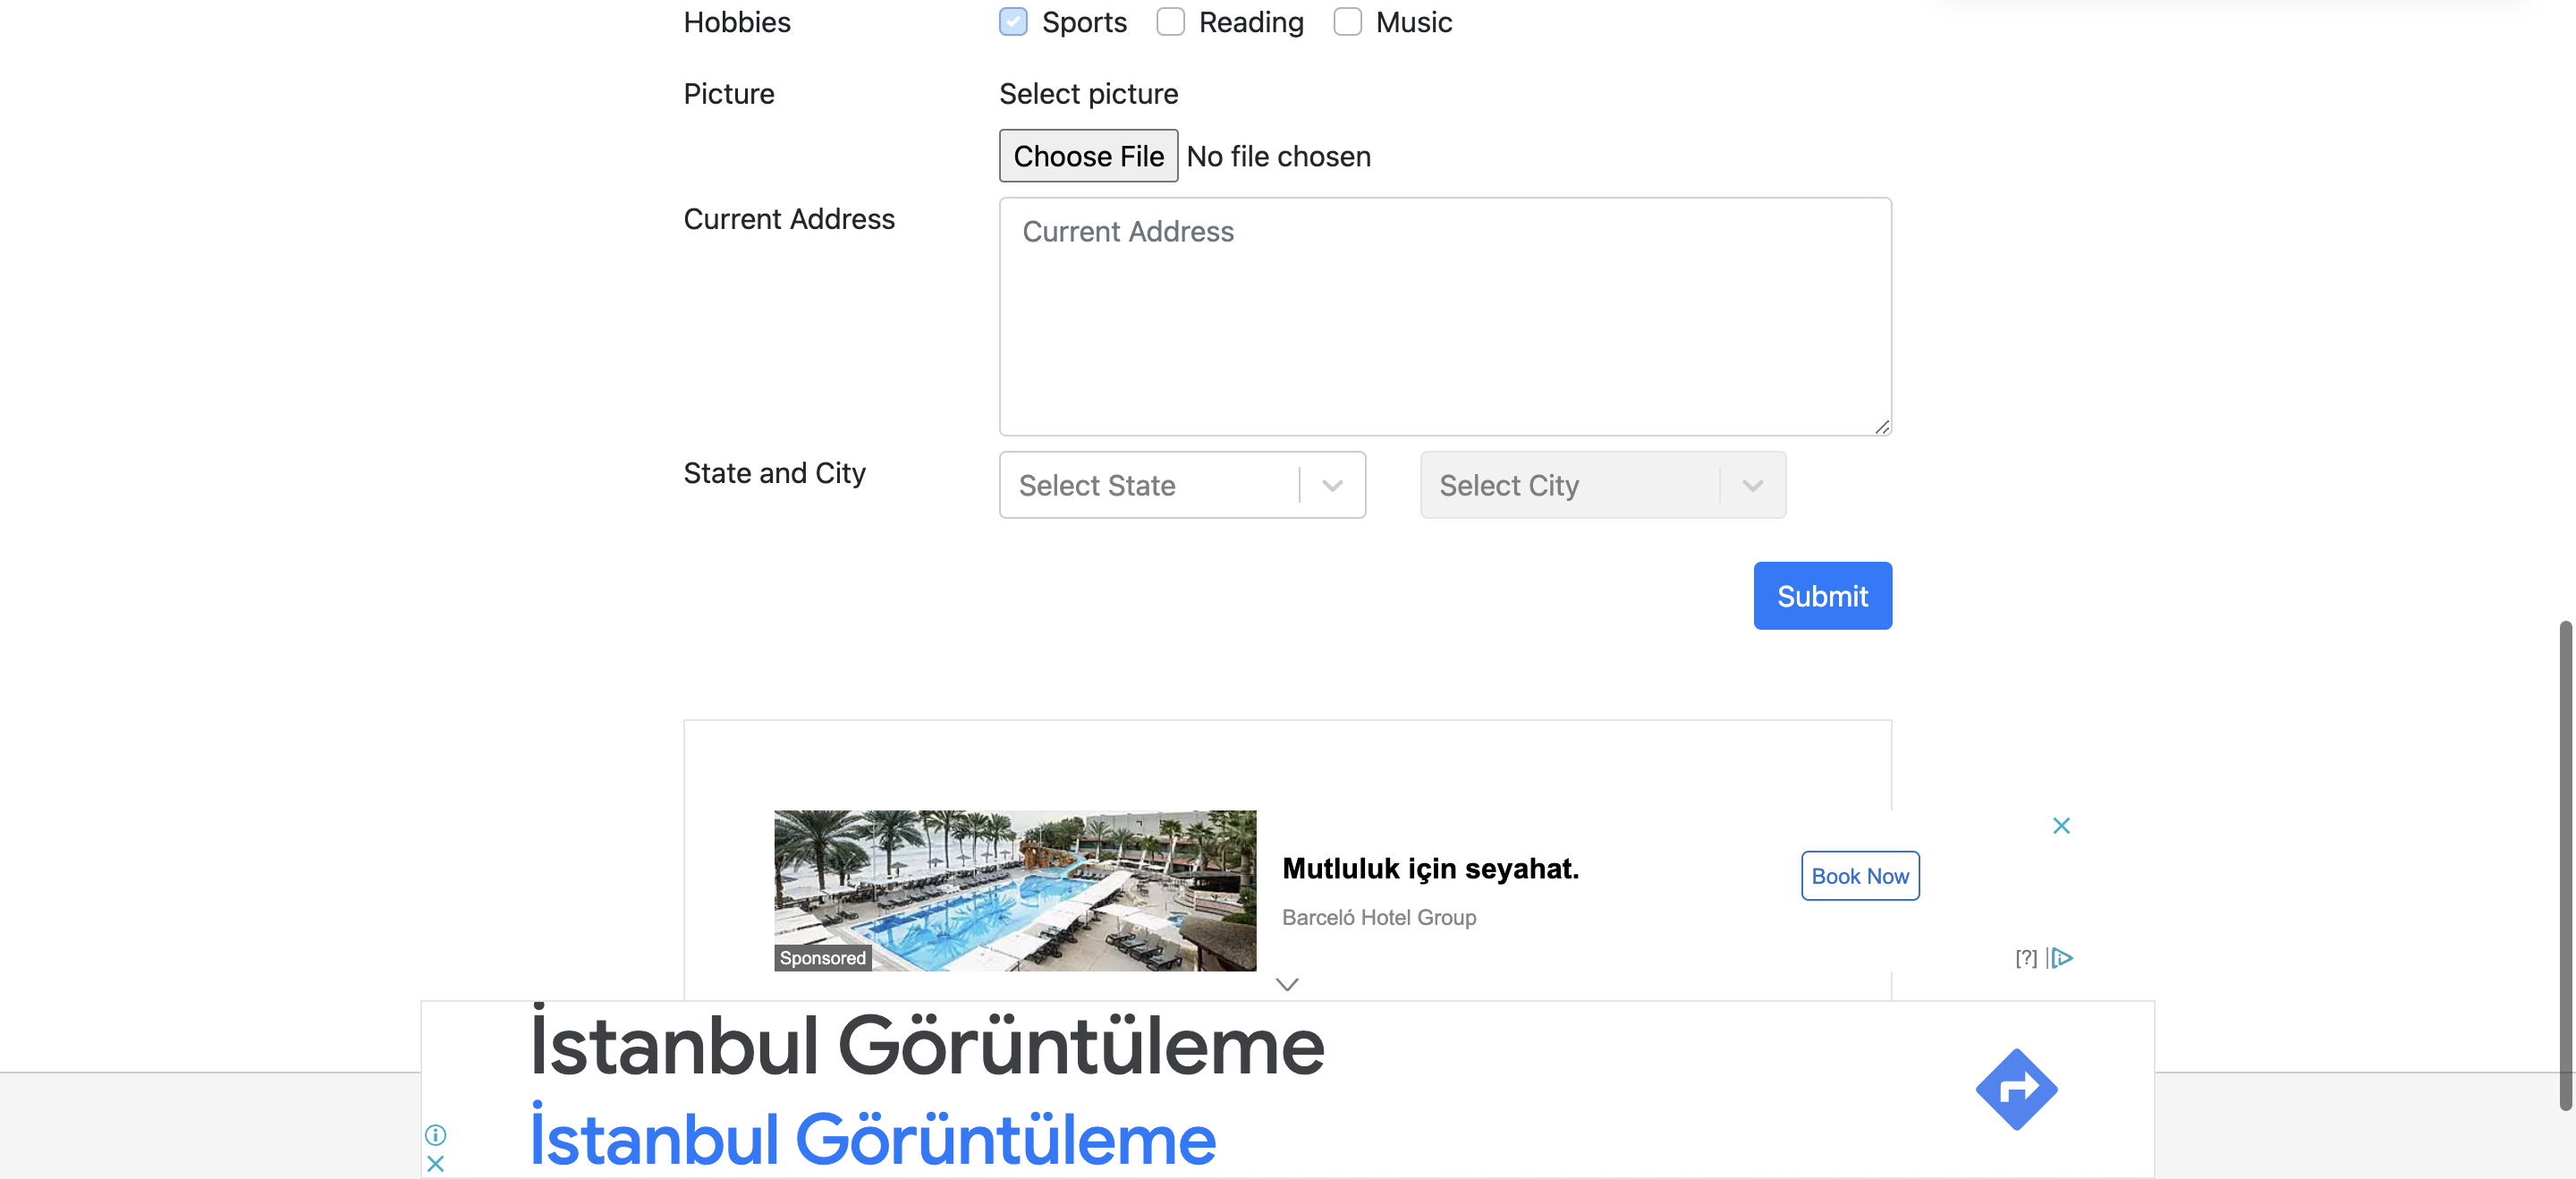 Hobbies
Sports Reading Music
Picture
Select picture
Choose File No file chosen
Current Address
Current Address
State and City
Select State
Select City
Submit
Mutluluk için seyahat.
Barceló Hotel Group
Book Now
Sponsored
[?]
İstanbul Görüntüleme
İstanbul Görüntüleme